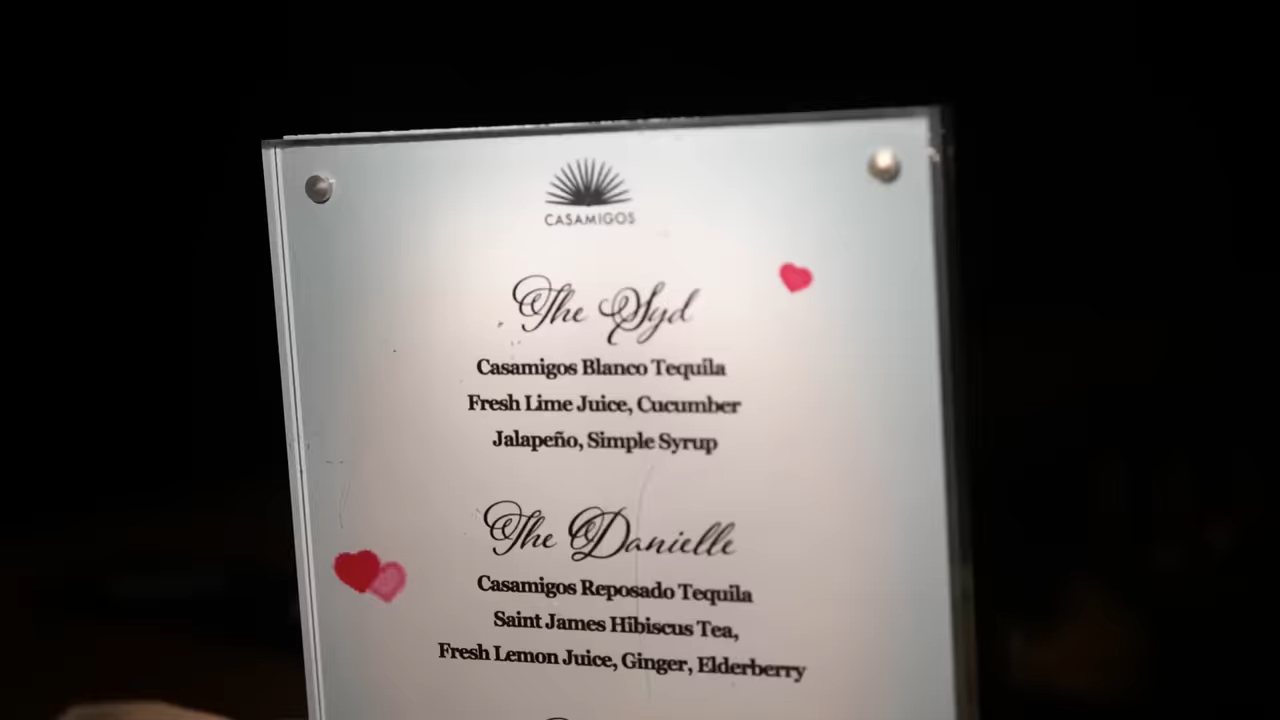 CASAMIGOS
The Syd
Casamigos Blanco Tequila
Fresh Lime Juice, Cucumber
Jalapeño, Simple Syrup
The Danielle
Casamigos Reposado Tequila
Saint James Hibiscus Tea,
Fresh Lemon Juice, Ginger, Elderberry